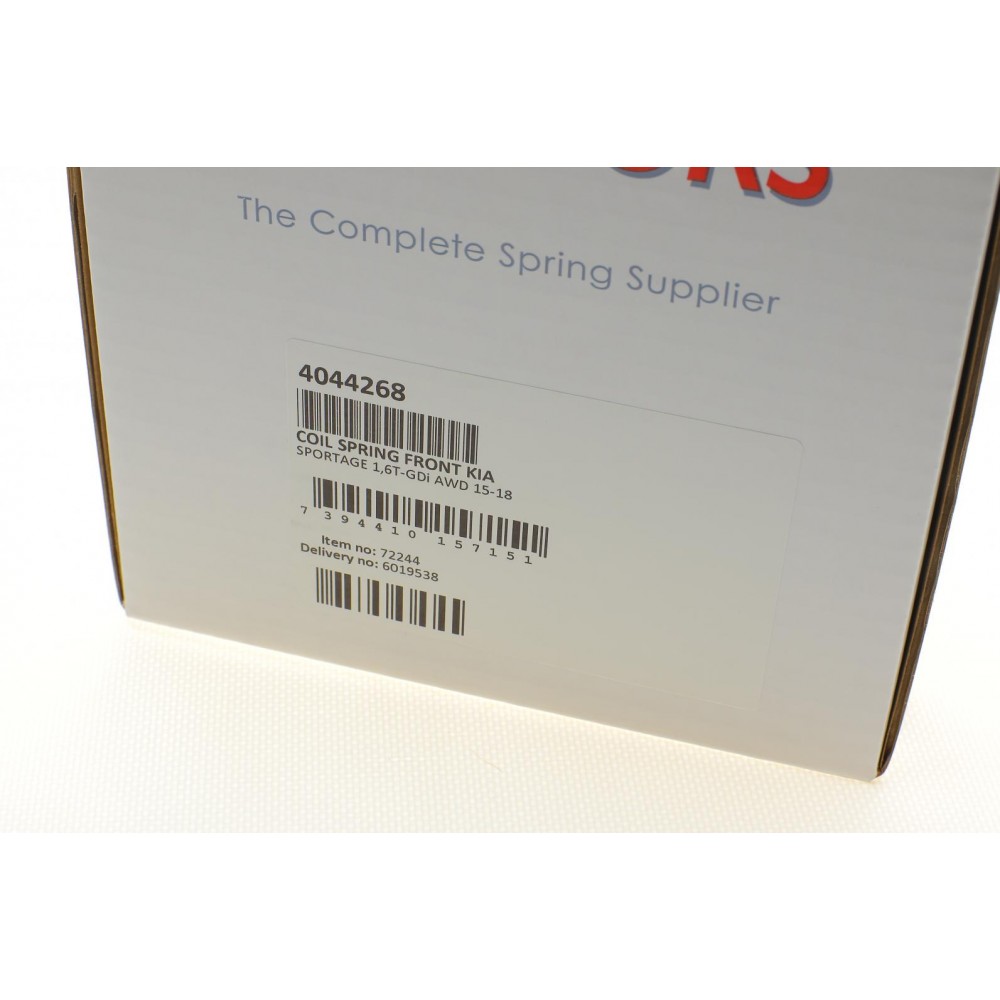 The Complete Spring Supplier
4044268
COIL SPRING FRONT KIA
SPORTAGE 1,6T-GDi AWD 15-18
7 394410 157151
Item no: 72244
Delivery no: 6019538